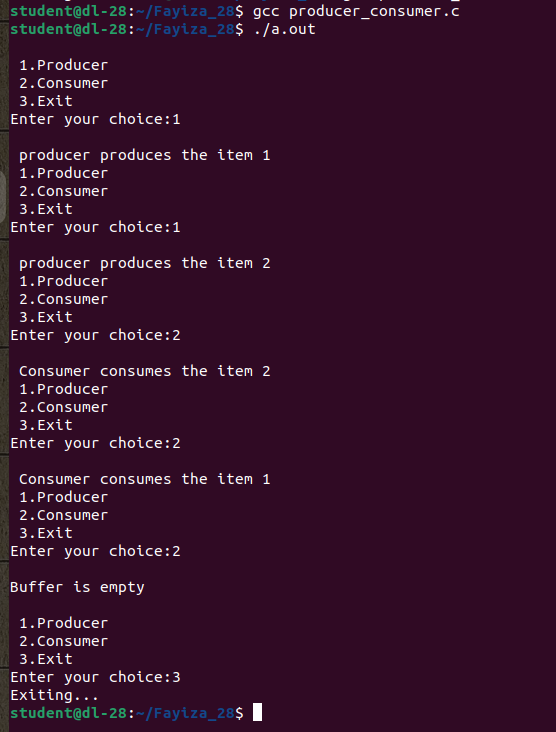 student@dl-28:~/Fayiza_28$ gcc producer_consumer.c
student@dl-28:~/Fayiza_28$ ./a.out
1.Producer
2.Consumer
3.Exit
Enter your choice:1
producer produces the item 1
1.Producer
2.Consumer
3.Exit
Enter your choice:1
producer produces the item 2
1.Producer
2.Consumer
3.Exit
Enter your choice:2
Consumer consumes the item 2
1.Producer
2.Consumer
3.Exit
Enter your choice:2
Consumer consumes the item 1
1.Producer
2.Consumer
3.Exit
Enter your choice:2
Buffer is empty
1.Producer
2.Consumer
3.Exit
Enter your choice:3
Exiting...
student@dl-28:~/Fayiza_28$